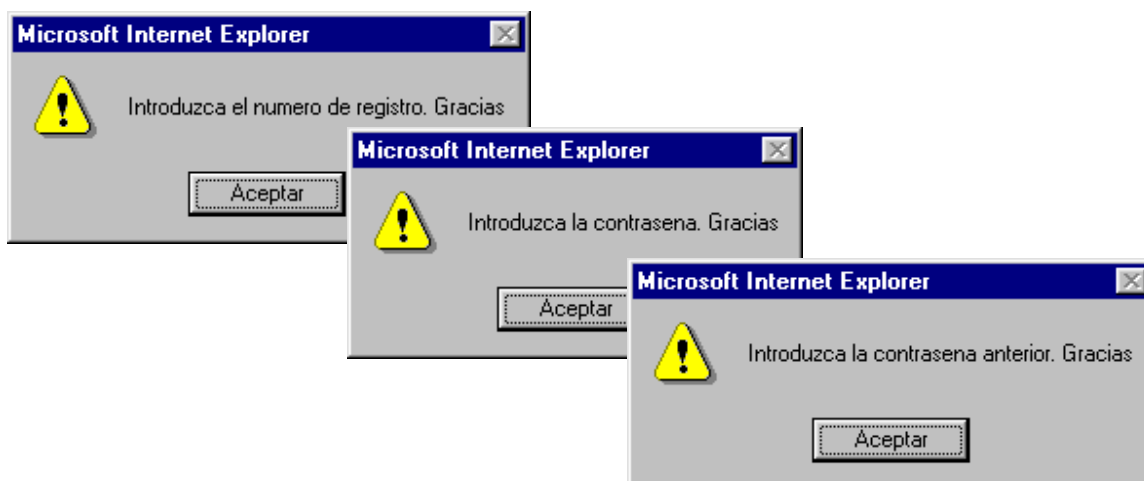 Microsoft Internet Explorer
Introduzca el numero de registro. Gracias
Aceptar
Microsoft Internet Explorer
Introduzca la contrasena. Gracias
Aceptar
Microsoft Internet Explorer
Introduzca la contrasena anterior. Gracias
Aceptar